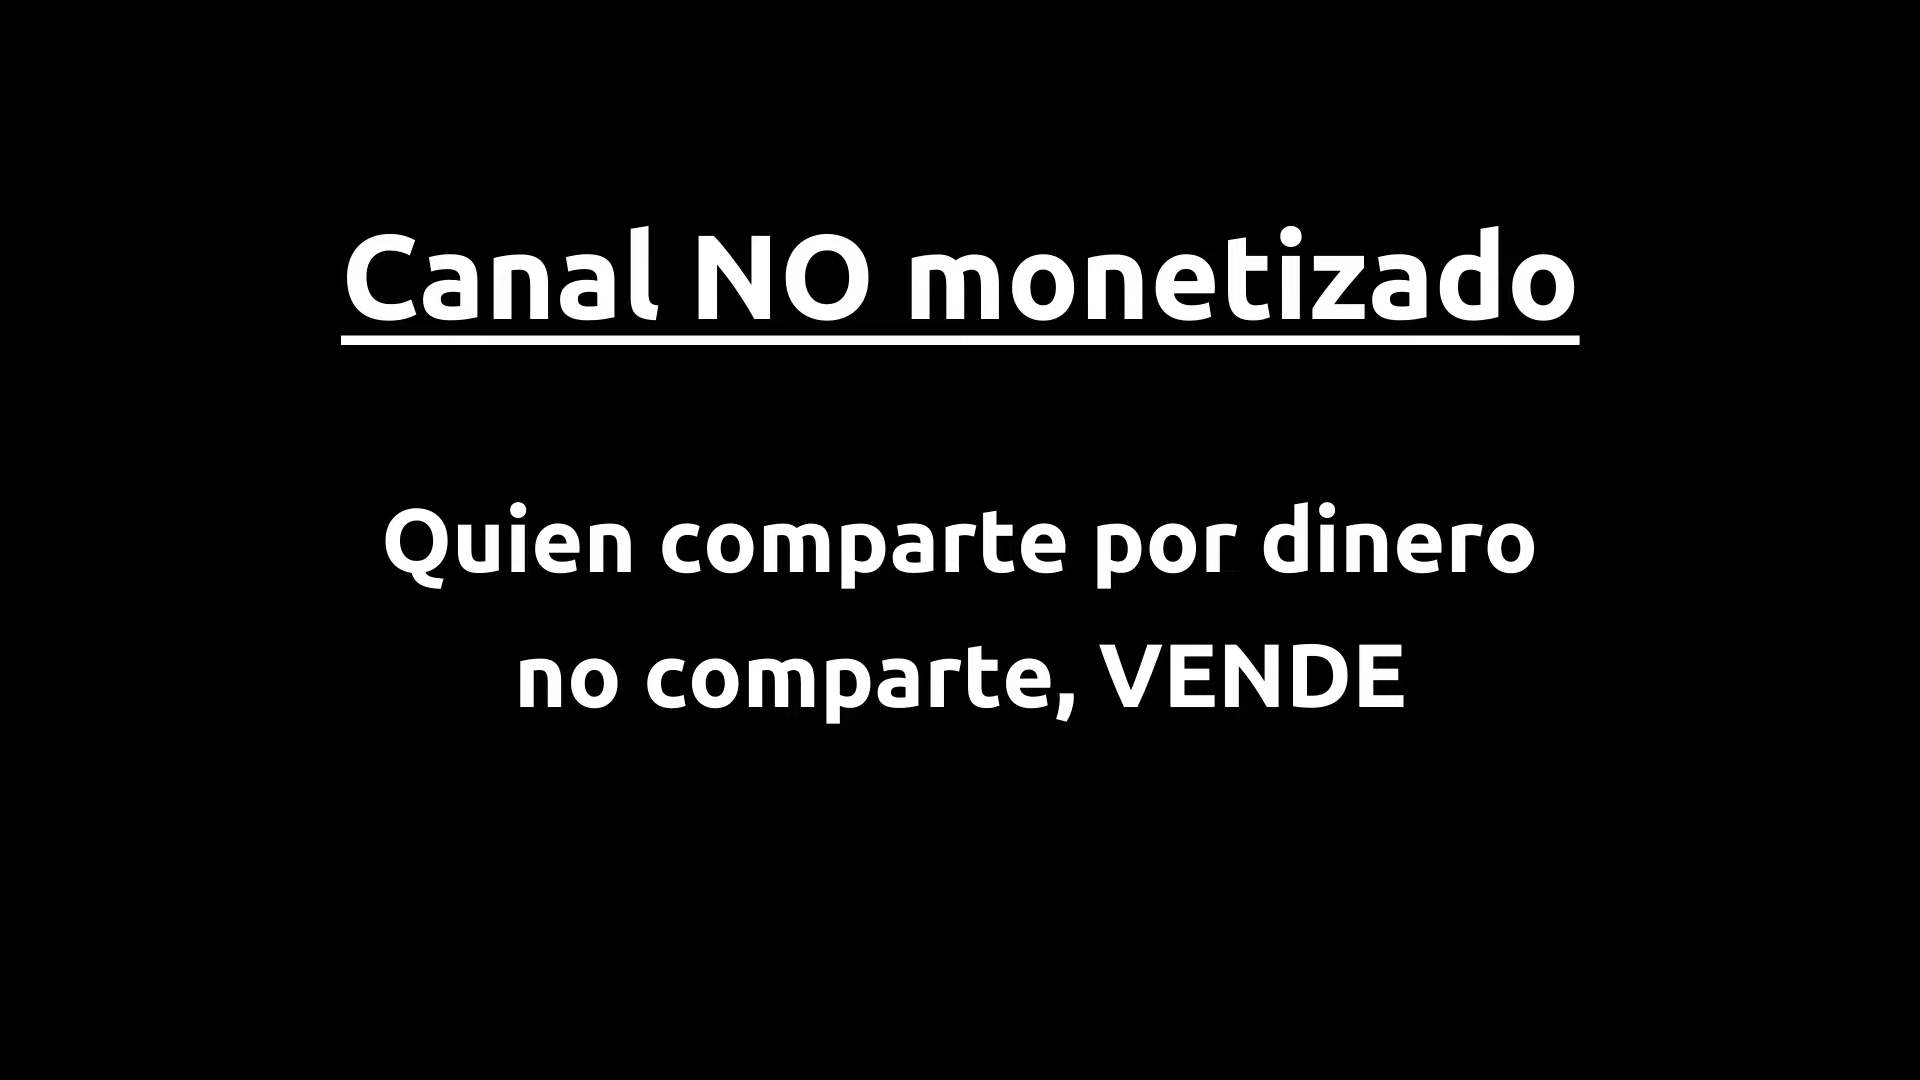 Canal NO monetizado
Quien comparte por dinero
no comparte, VENDE